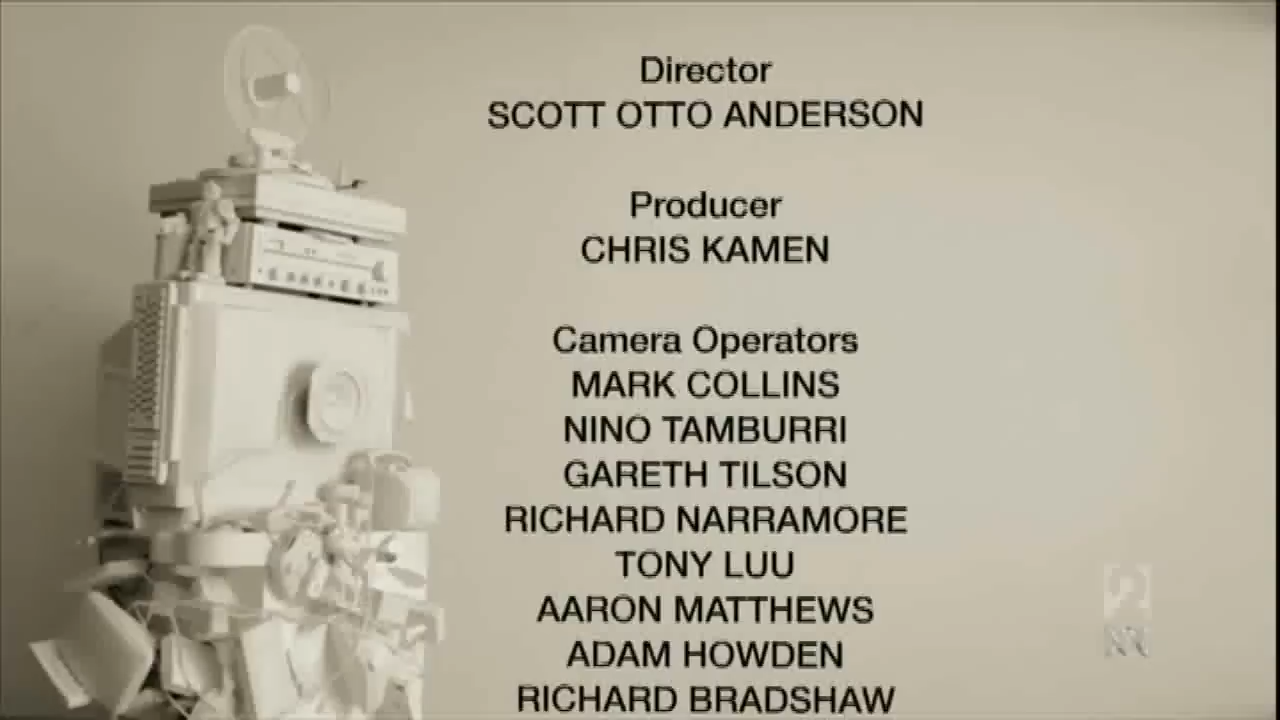 Director
SCOTT OTTO ANDERSON
Producer
CHRIS KAMEN
Camera Operators
MARK COLLINS
NINO TAMBURRI
GARETH TILSON
RICHARD NARRAMORE
TONY LUU
AARON MATTHEWS
ADAM HOWDEN
RICHARD BRADSHAW
2